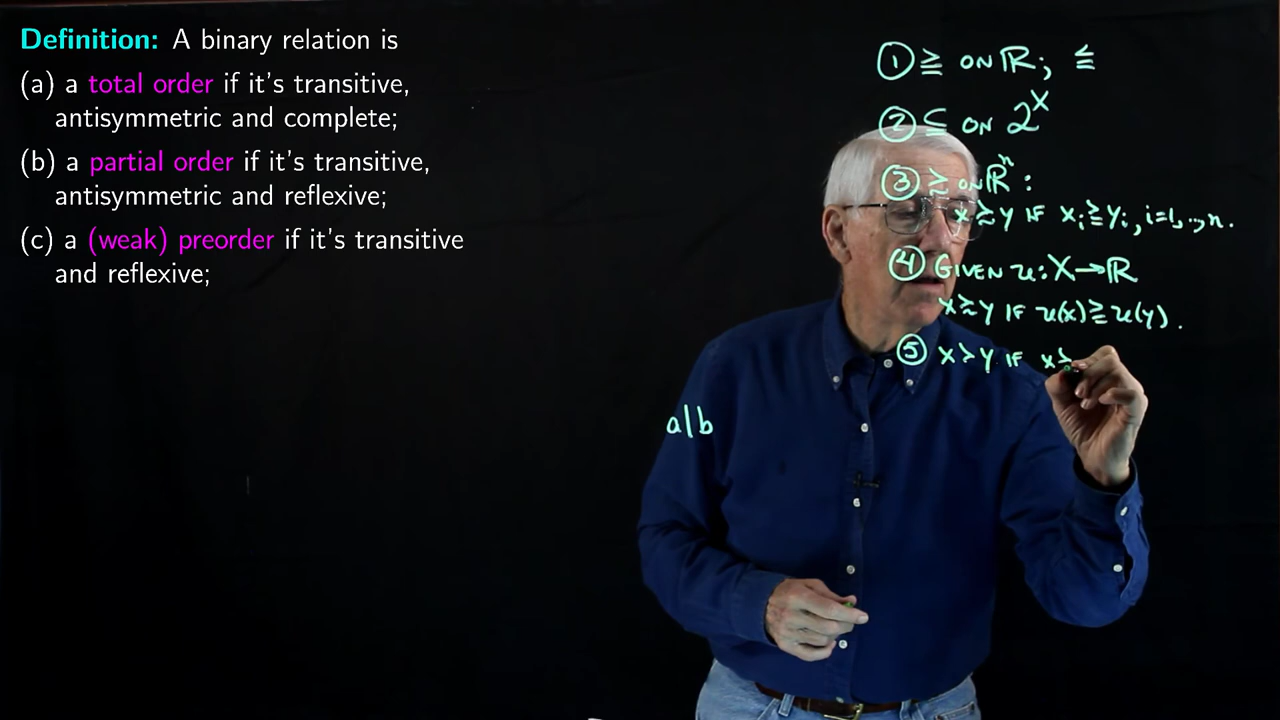 Definition: A binary relation is
(a) a total order if it's transitive,
antisymmetric and complete;
(b) a partial order if it's transitive,
antisymmetric and reflexive;
(c) a (weak) preorder if it's transitive
and reflexive;
① ≧ ON ℝ; ≦
② ⊆ ON 2^X
③ ≳ ON ℝ^n :
x ≳ y IF x_i ≧ y_i, i=1,..,n.
④ GIVEN u: X→ℝ
x ≳ y IF u(x) ≧ u(y).
⑤ x ≻ y IF x ≳
a|b